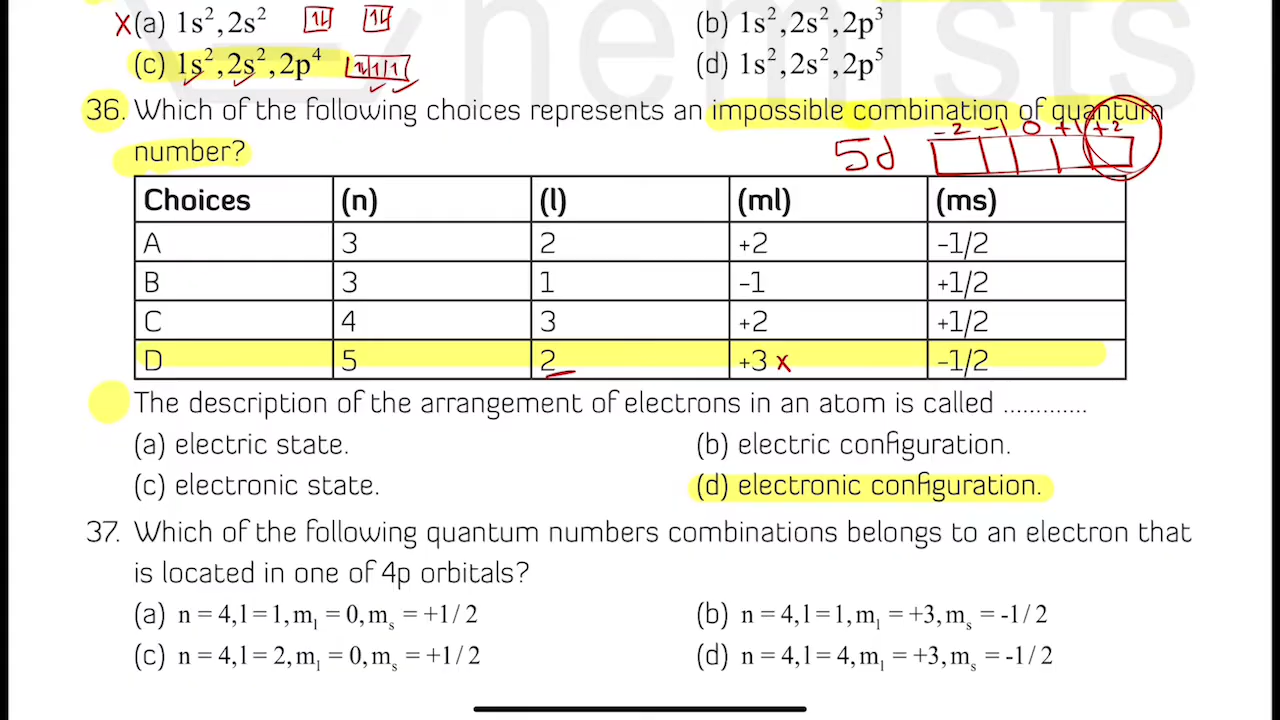 x(a) 1s², 2s² ⇅ ⇅ (b) 1s², 2s², 2p³
(c) 1s², 2s², 2p⁴ (d) 1s², 2s², 2p⁵
hemists
36. Which of the following choices represents an impossible combination of quantum
-2 -1 0 +1 +2
number? 5d
Choices (n) (l) (ml) (ms)
A 3 2 +2 -1/2
B 3 1 -1 +1/2
C 4 3 +2 +1/2
D 5 2 +3 x -1/2
The description of the arrangement of electrons in an atom is called .............
(a) electric state. (b) electric configuration.
(c) electronic state. (d) electronic configuration.
37. Which of the following quantum numbers combinations belongs to an electron that
is located in one of 4p orbitals?
(a) n = 4, l = 1, mₗ = 0, mₛ = +1/2 (b) n = 4, l = 1, mₗ = +3, mₛ = -1/2
(c) n = 4, l = 2, mₗ = 0, mₛ = +1/2 (d) n = 4, l = 4, mₗ = +3, mₛ = -1/2